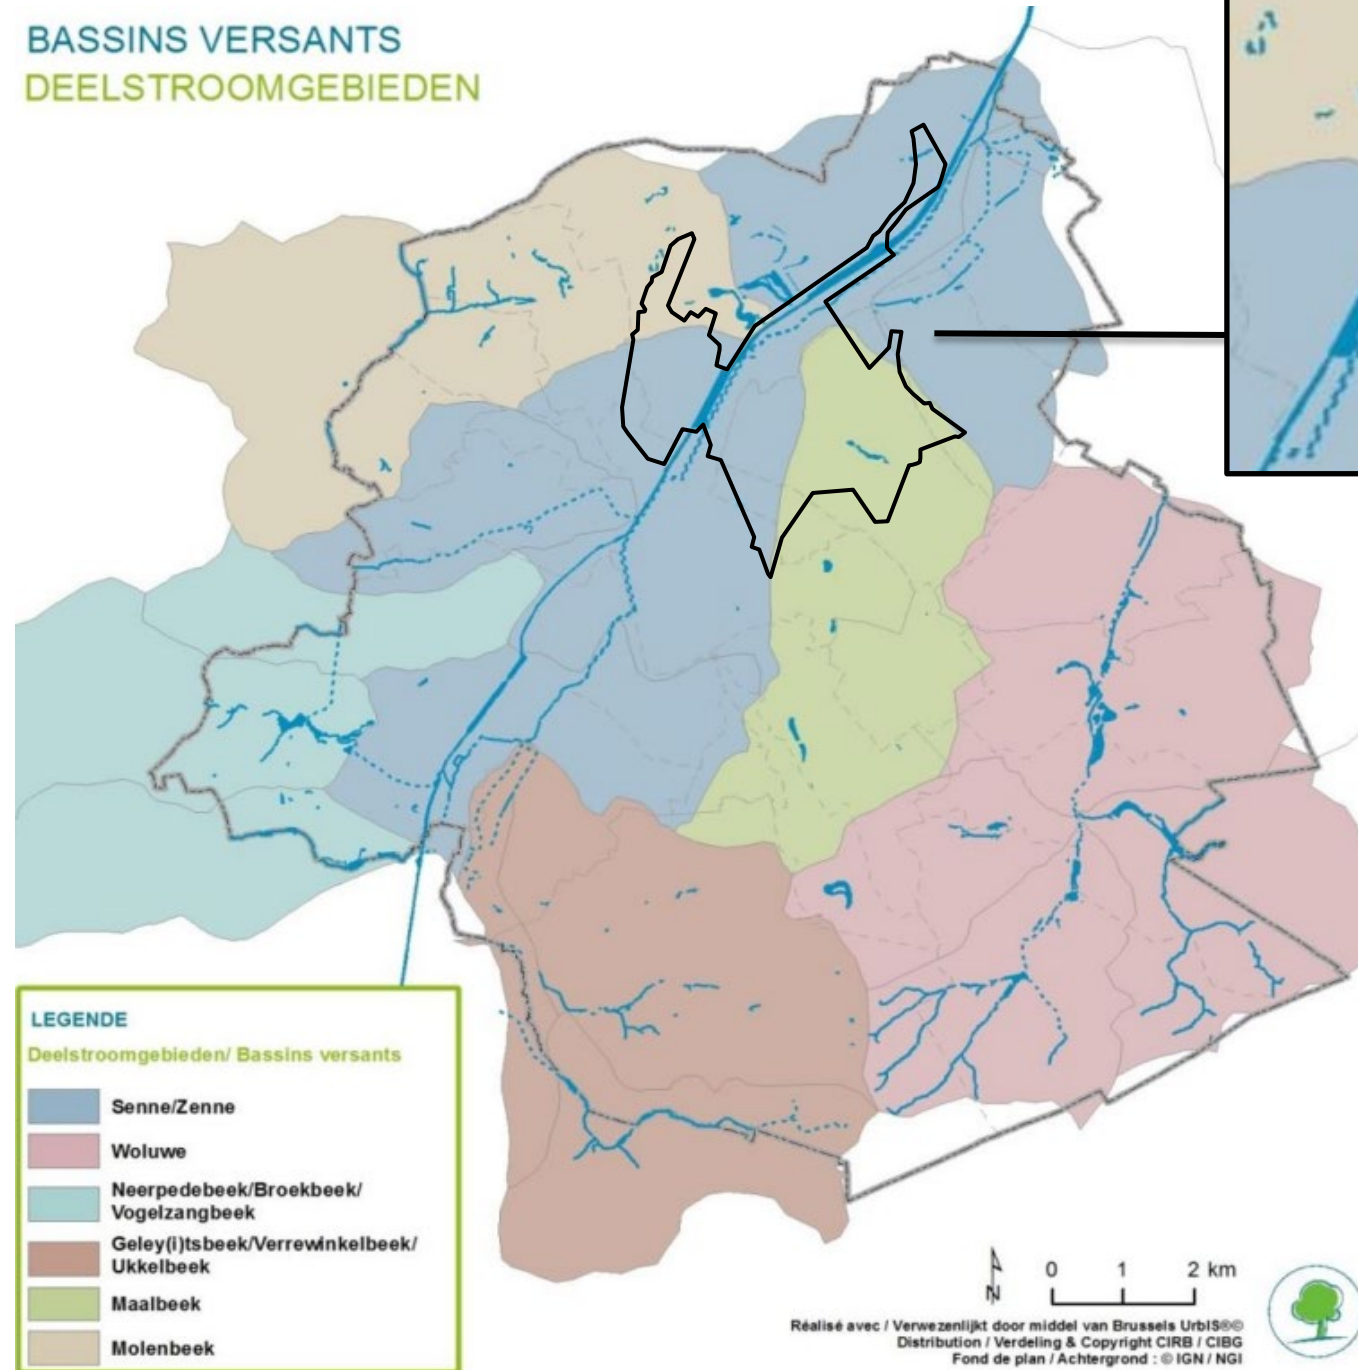 BASSINS VERSANTS
DEELSTROOMGEBIEDEN
LEGENDE
Deelstroomgebieden/ Bassins versants
Senne/Zenne
Woluwe
Neerpedebeek/Broekbeek/
Vogelzangbeek
Geley(i)tsbeek/Verrewinkelbeek/
Ukkelbeek
Maalbeek
Molenbeek
N
0 1 2 km
Réalisé avec / Verwezenlijkt door middel van Brussels UrbIS®©
Distribution / Verdeling & Copyright CIRB / CIBG
Fond de plan / Achtergrond : © IGN / NGI